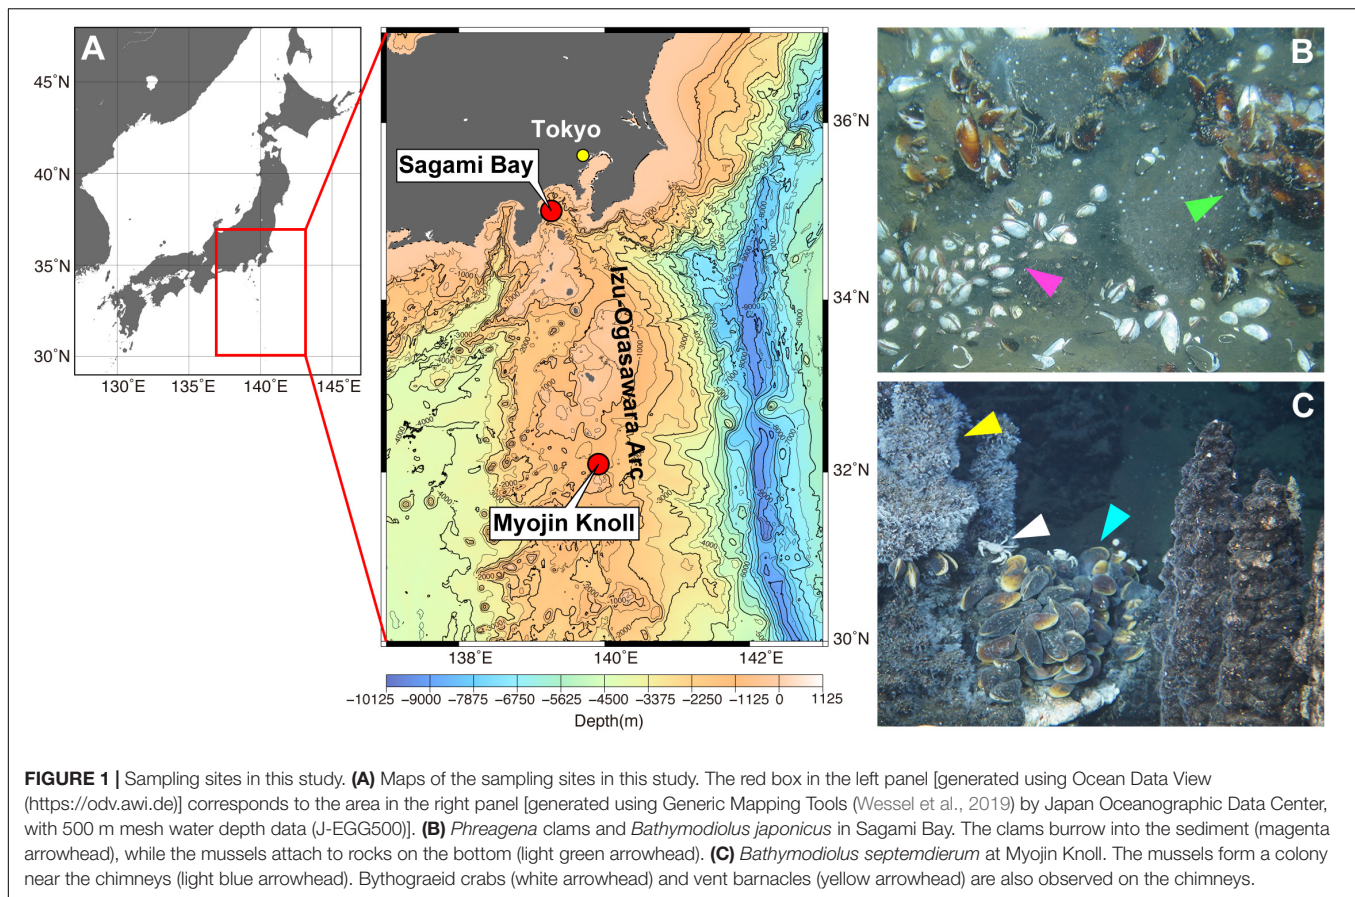 A
45°N
40°N
35°N
30°N
130°E
135°E
140°E
145°E
Tokyo
Sagami Bay
Izu-Ogasawara Arc
Myojin Knoll
36°N
34°N
32°N
30°N
138°E
140°E
142°E
−10125 −9000 −7875 −6750 −5625 −4500 −3375 −2250 −1125 0 1125
Depth(m)
B
C
FIGURE 1 | Sampling sites in this study. (A) Maps of the sampling sites in this study. The red box in the left panel [generated using Ocean Data View
(https://odv.awi.de)] corresponds to the area in the right panel [generated using Generic Mapping Tools (Wessel et al., 2019) by Japan Oceanographic Data Center,
with 500 m mesh water depth data (J-EGG500)]. (B) Phreagena clams and Bathymodiolus japonicus in Sagami Bay. The clams burrow into the sediment (magenta
arrowhead), while the mussels attach to rocks on the bottom (light green arrowhead). (C) Bathymodiolus septemdierum at Myojin Knoll. The mussels form a colony
near the chimneys (light blue arrowhead). Bythograeid crabs (white arrowhead) and vent barnacles (yellow arrowhead) are also observed on the chimneys.